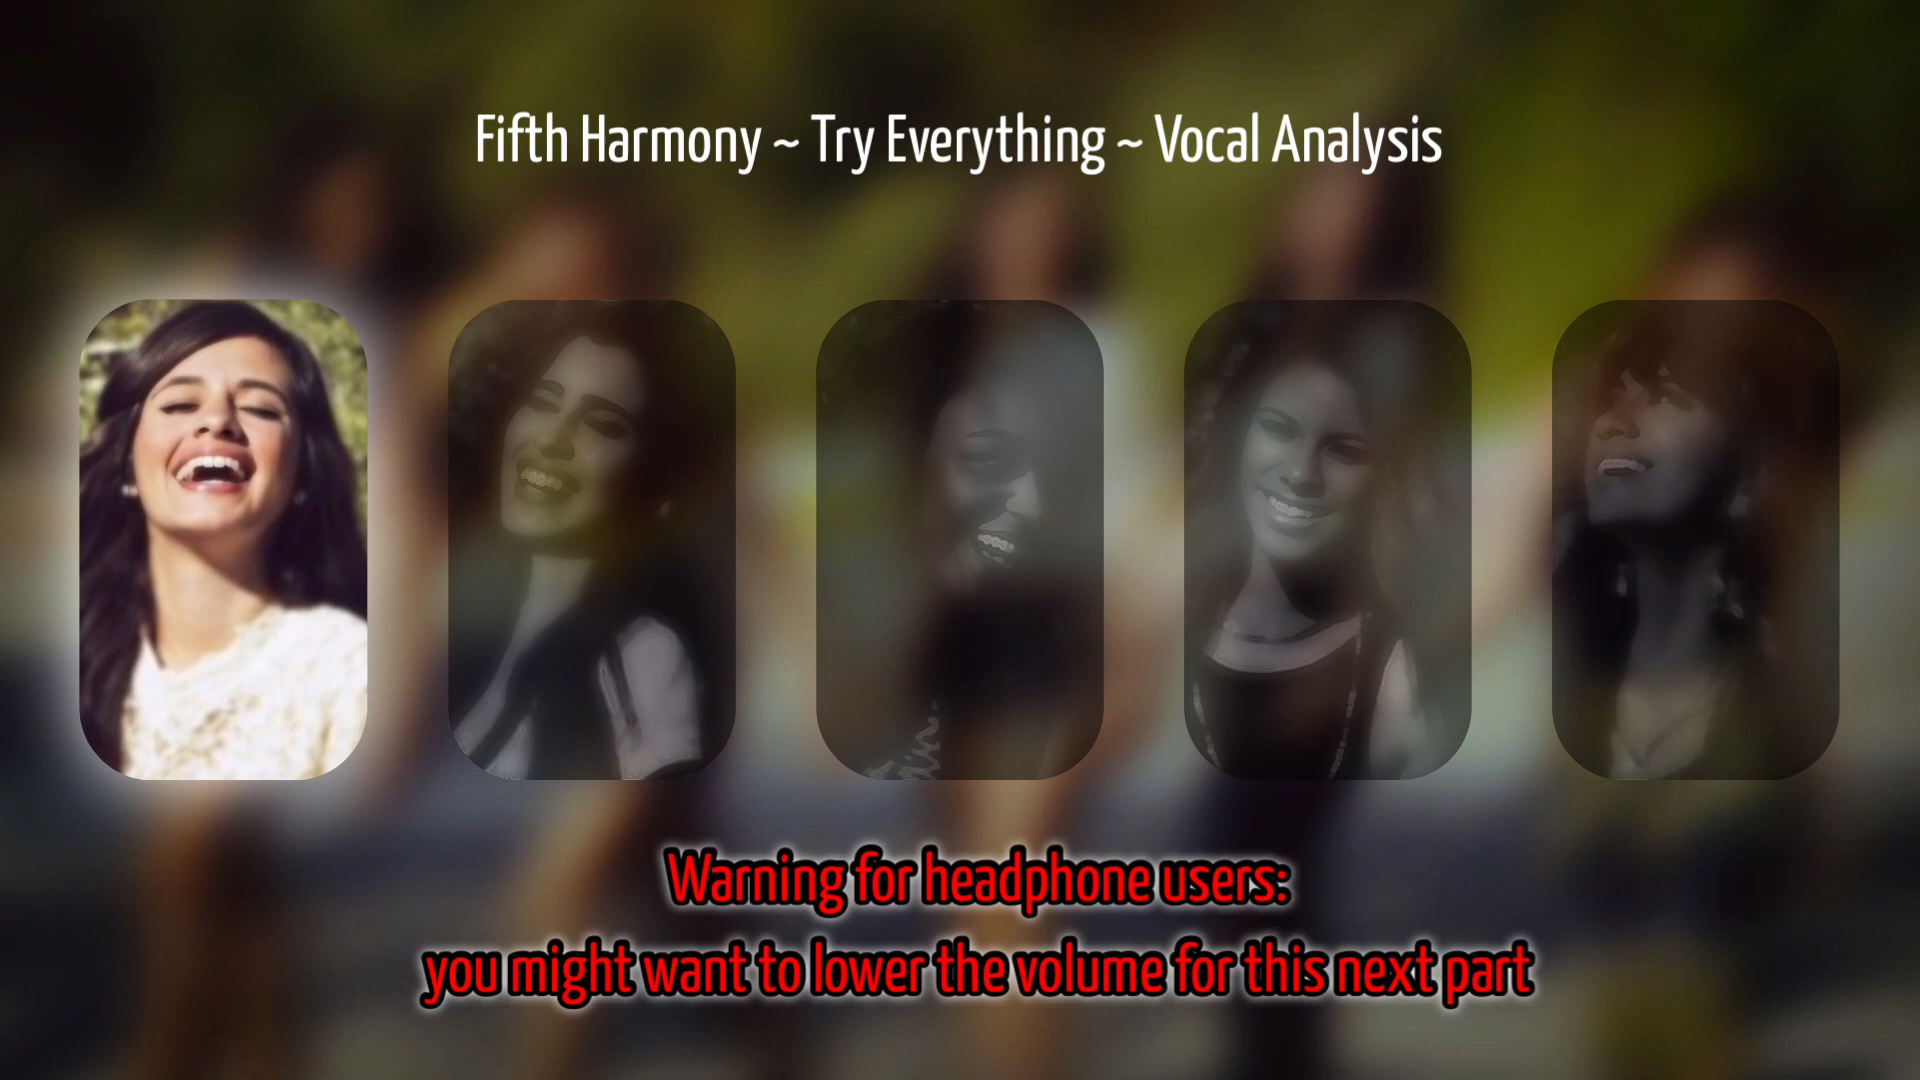 Fifth Harmony ~ Try Everything ~ Vocal Analysis
Warning for headphone users:
you might want to lower the volume for this next part